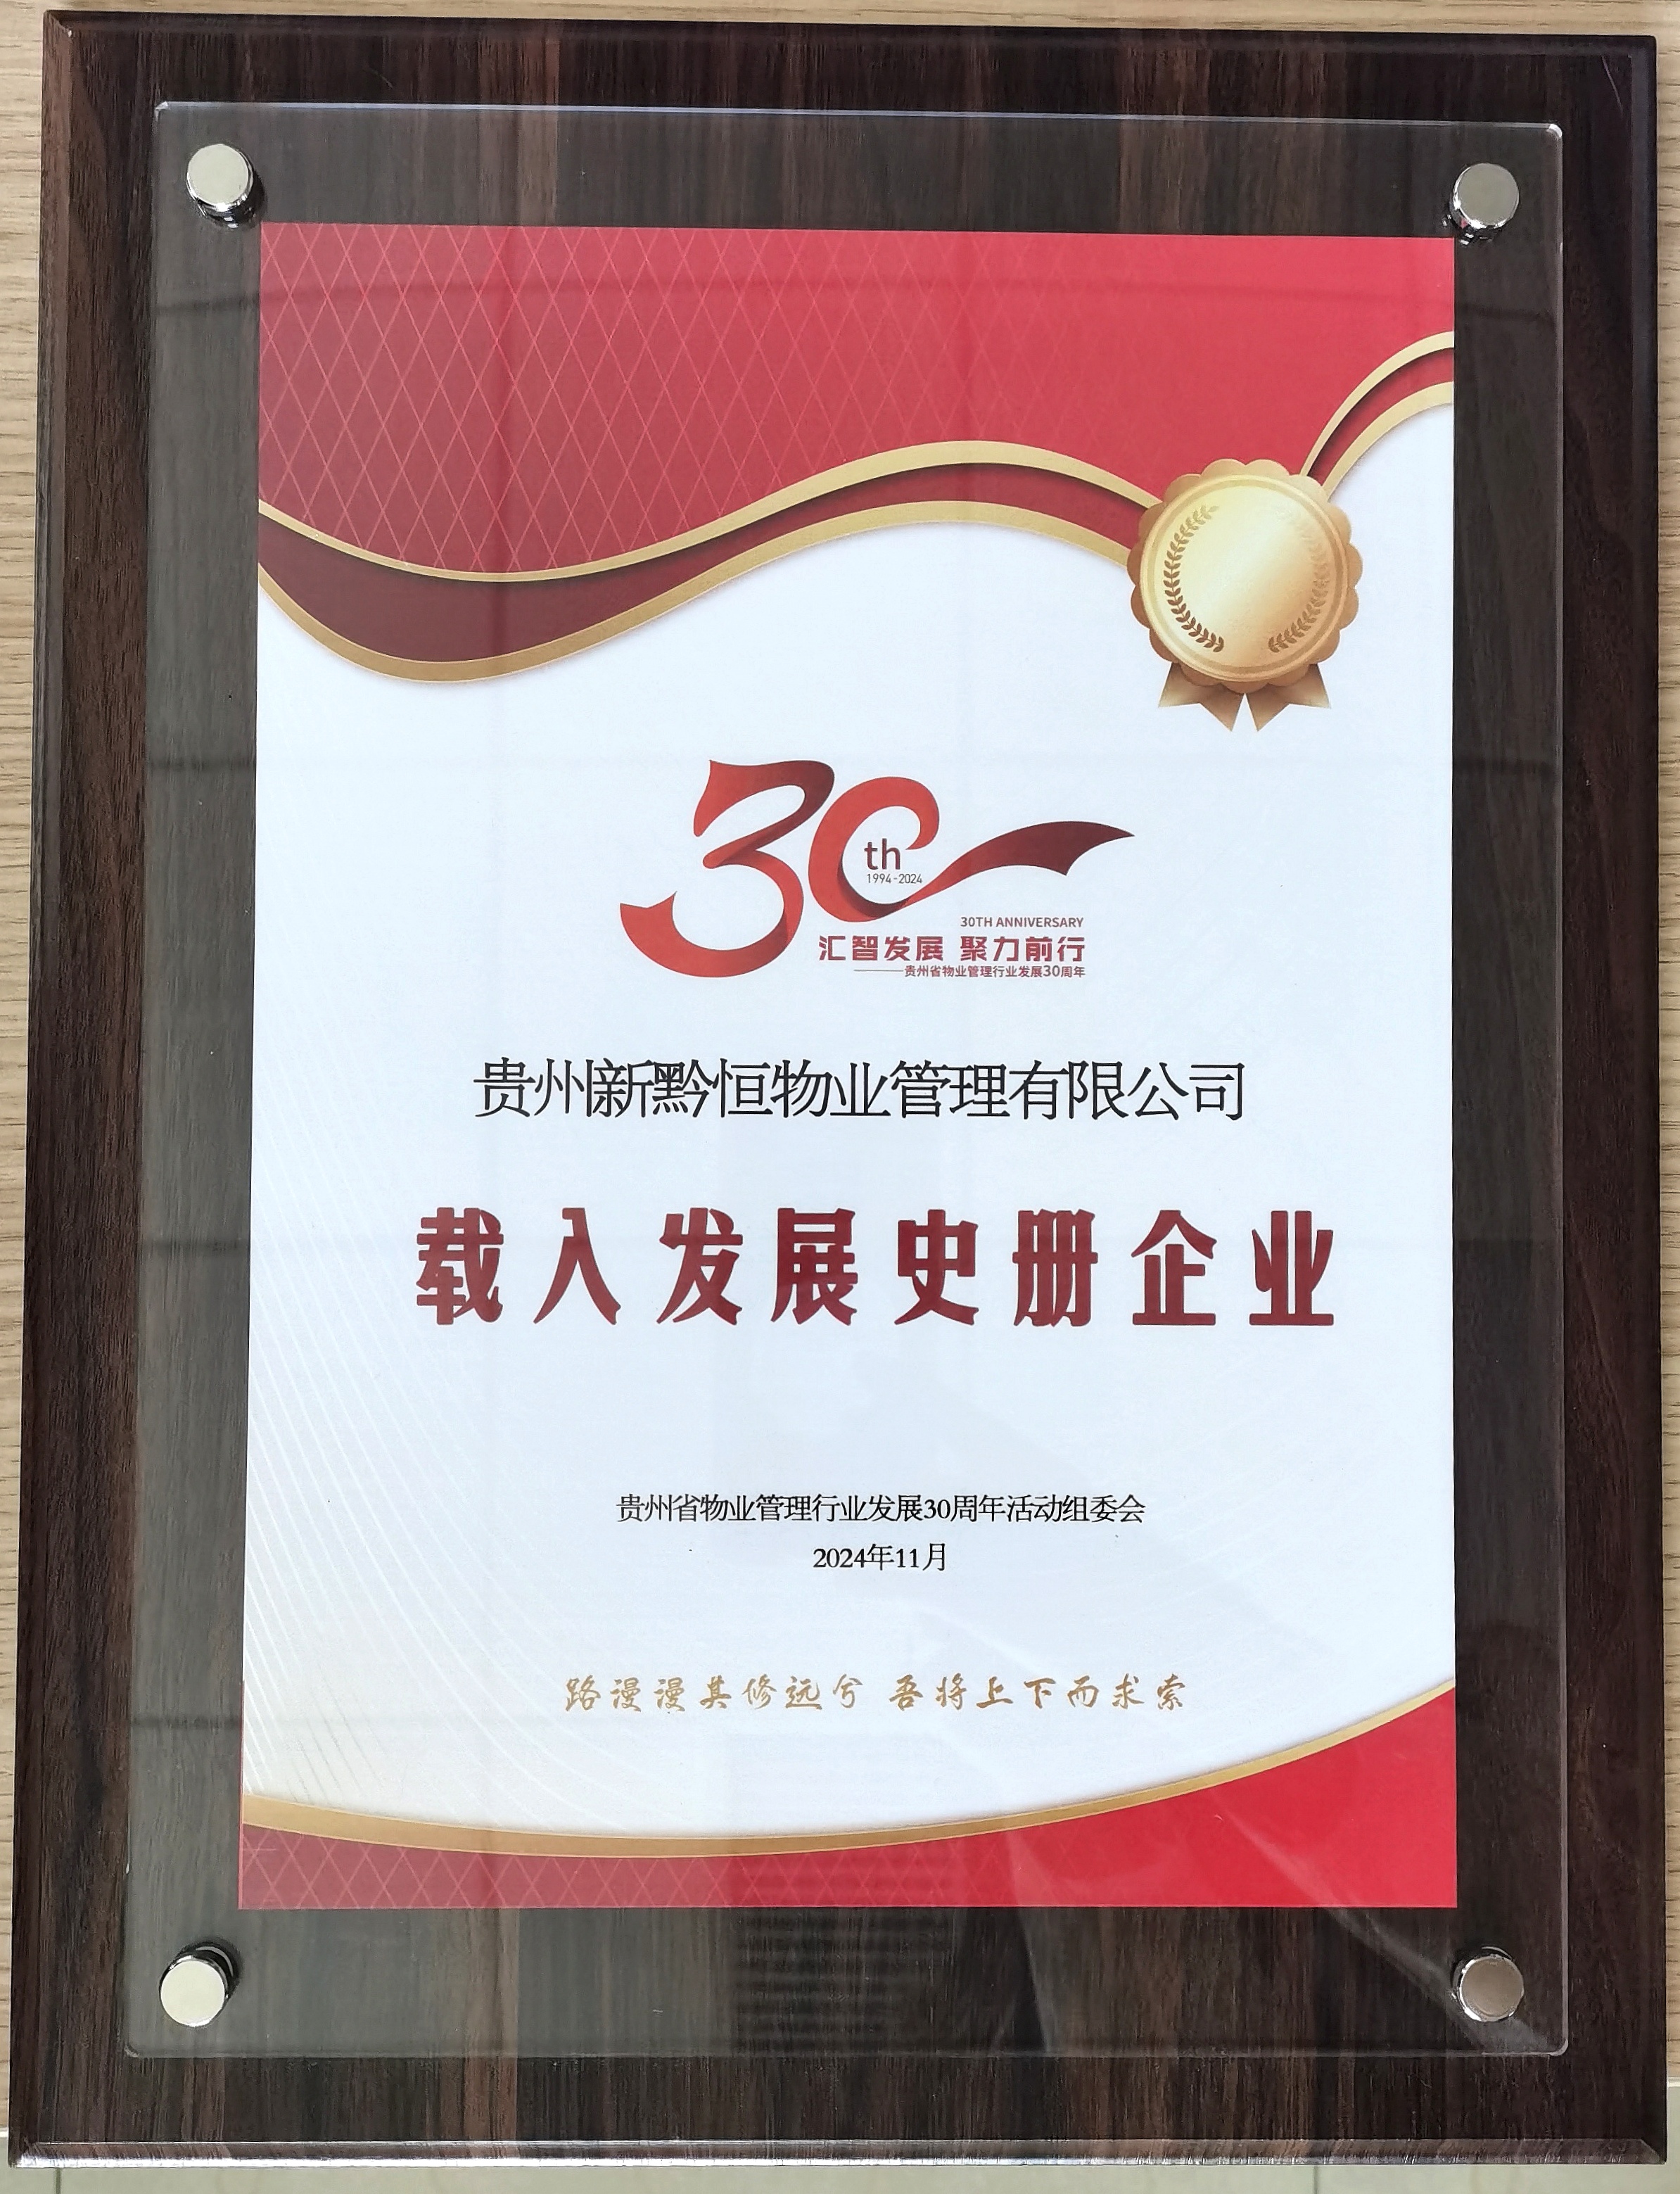 30th
1994-2024
30TH ANNIVERSARY
汇智发展 聚力前行
——贵州省物业管理行业发展30周年
贵州新黔恒物业管理有限公司
载入发展史册企业
贵州省物业管理行业发展30周年活动组委会
2024年11月
路漫漫其修远兮 吾将上下而求索